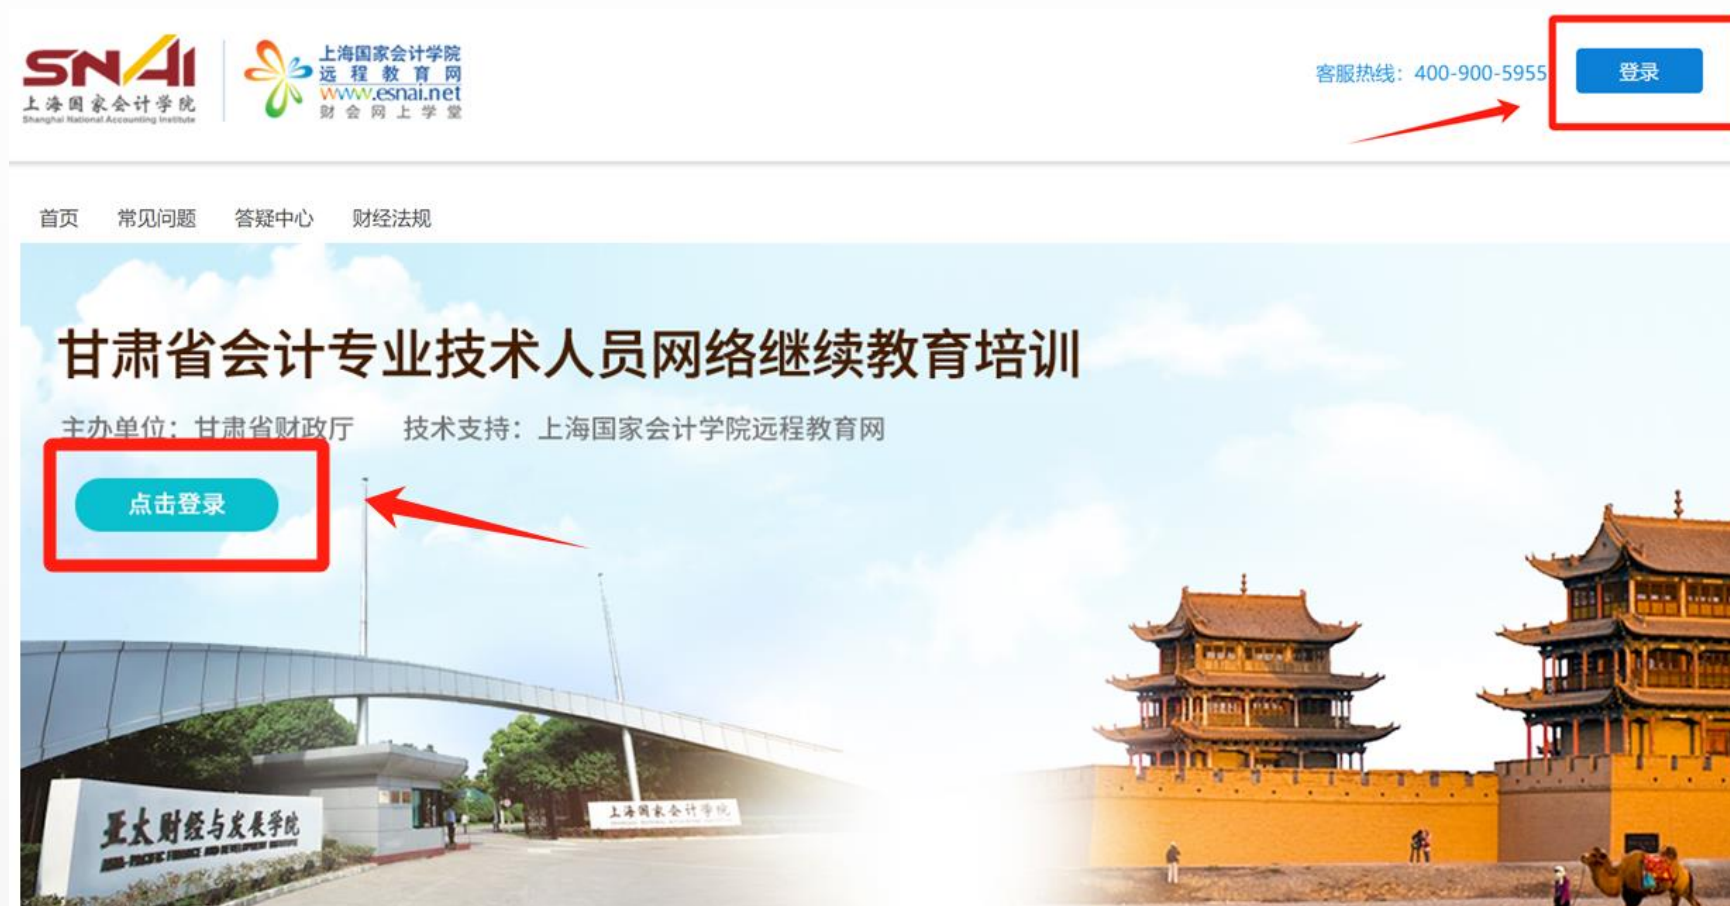 SNAI
上海国家会计学院
Shanghai National Accounting Institute
上海国家会计学院
远程教育网
www.esnai.net
财会网上学堂
客服热线：400-900-5955
登录
首页 常见问题 答疑中心 财经法规
甘肃省会计专业技术人员网络继续教育培训
主办单位：甘肃省财政厅 技术支持：上海国家会计学院远程教育网
点击登录
亚太财经与发展学院
ASIA-PACIFIC FINANCE AND DEVELOPMENT INSTITUTE
上海国家会计学院